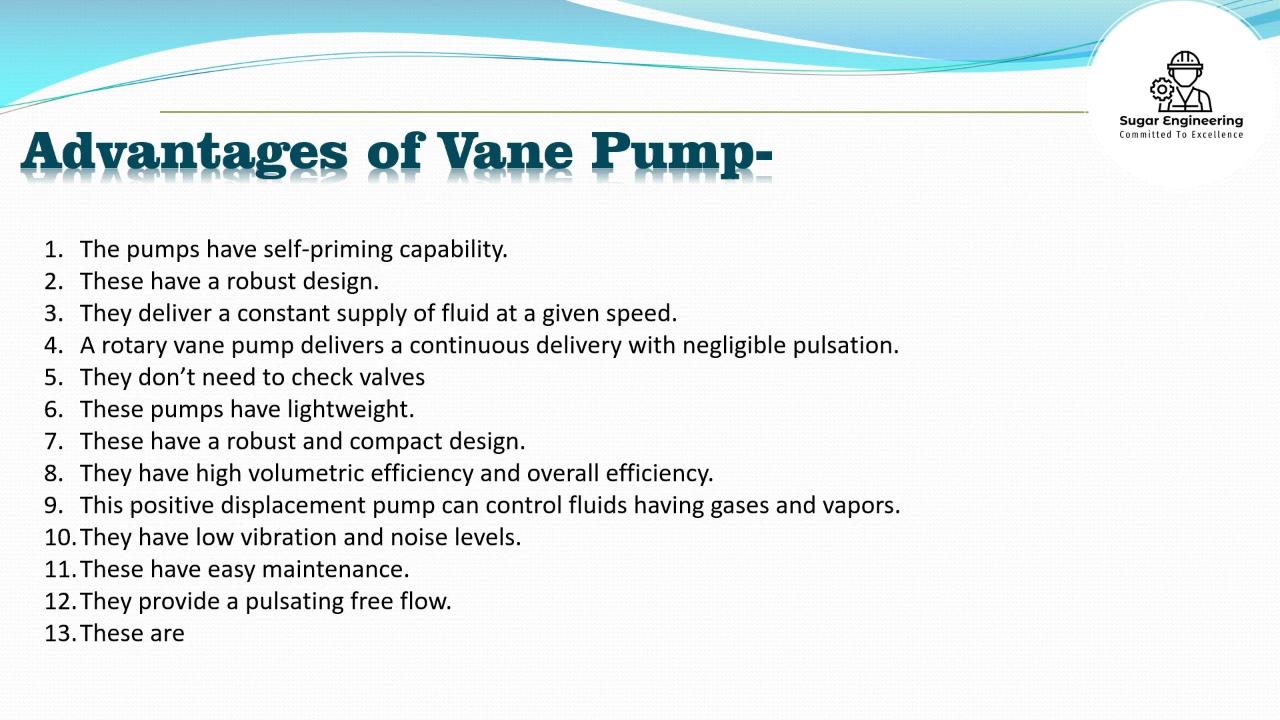 Sugar Engineering
Committed To Excellence
Advantages of Vane Pump-
1. The pumps have self-priming capability.
2. These have a robust design.
3. They deliver a constant supply of fluid at a given speed.
4. A rotary vane pump delivers a continuous delivery with negligible pulsation.
5. They don’t need to check valves
6. These pumps have lightweight.
7. These have a robust and compact design.
8. They have high volumetric efficiency and overall efficiency.
9. This positive displacement pump can control fluids having gases and vapors.
10. They have low vibration and noise levels.
11. These have easy maintenance.
12. They provide a pulsating free flow.
13. These are